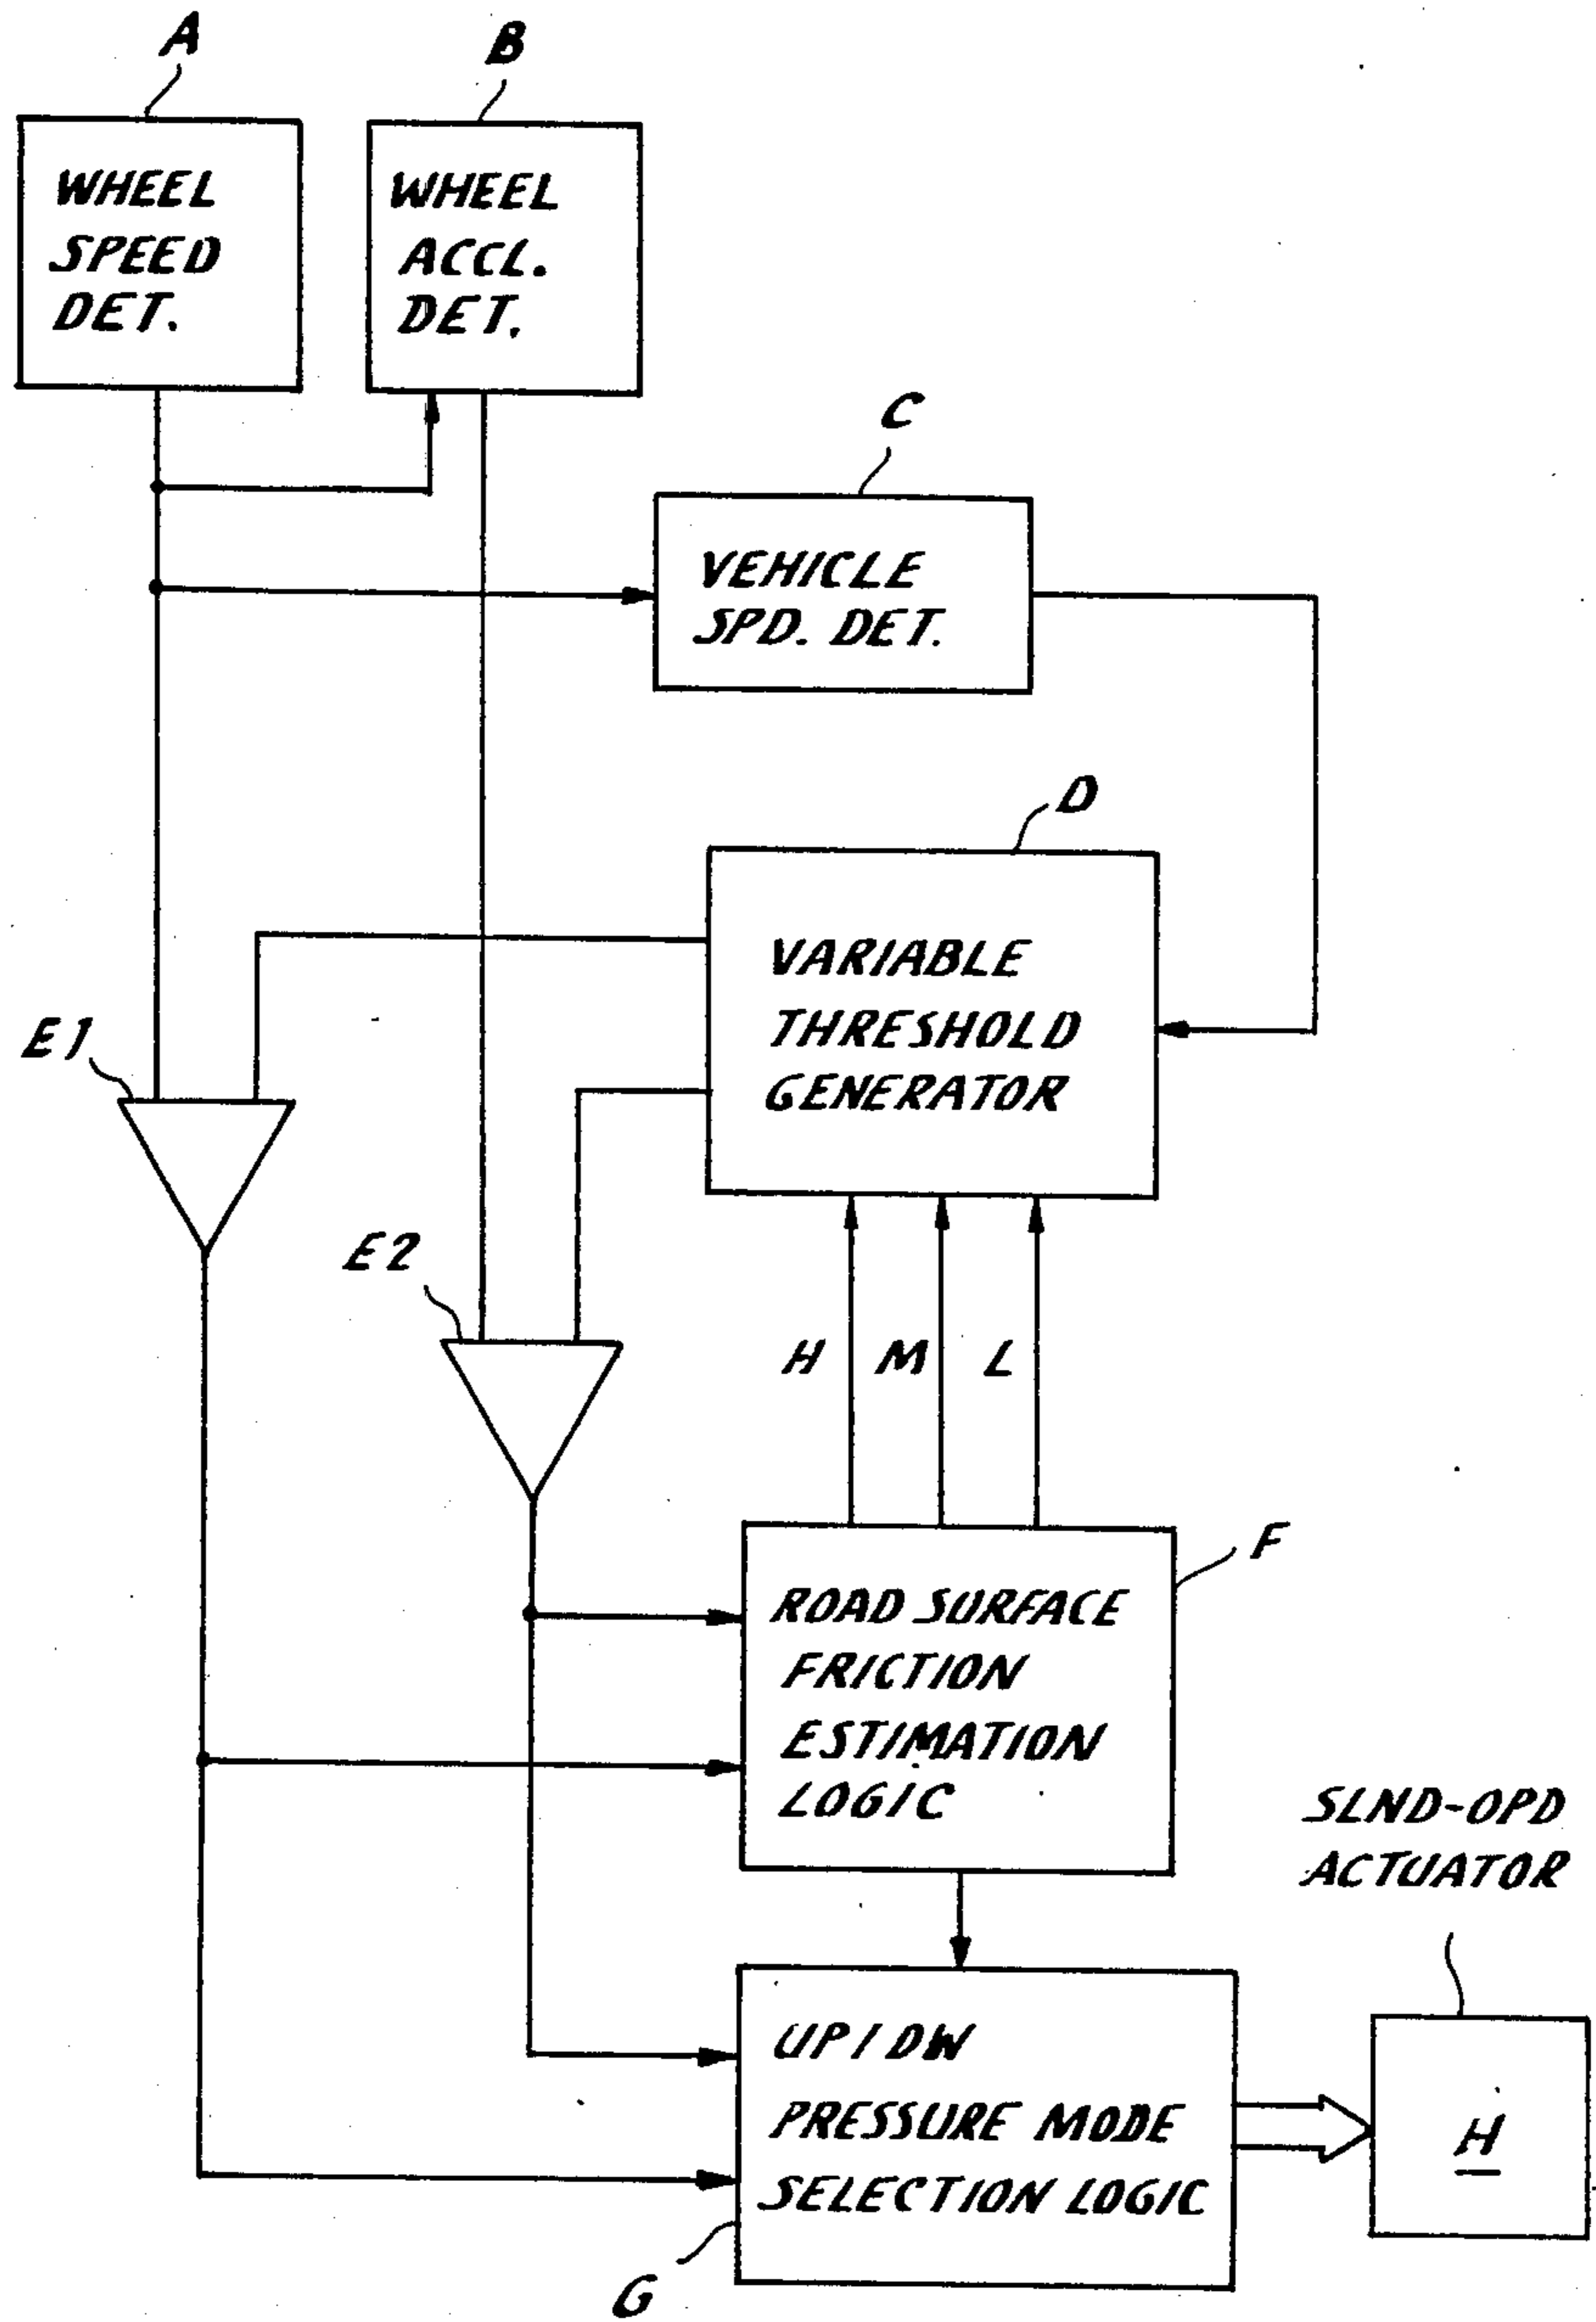 A
B
WHEEL
SPEED
DET.
WHEEL
ACCL.
DET.
C
VEHICLE
SPD. DET.
D
VARIABLE
THRESHOLD
GENERATOR
E1
E2
H M L
F
ROAD SURFACE
FRICTION
ESTIMATION
LOGIC
SLND-OPD
ACTUATOR
UP/DW
PRESSURE MODE
SELECTION LOGIC
H
G